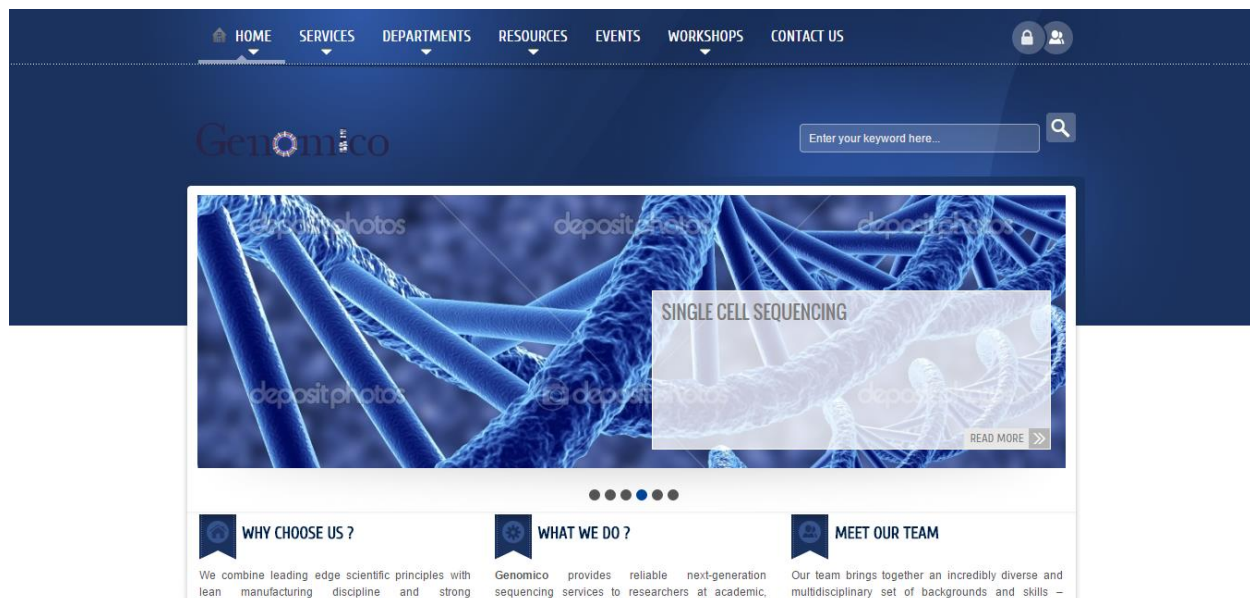 HOME SERVICES DEPARTMENTS RESOURCES EVENTS WORKSHOPS CONTACT US
Genomico
Enter your keyword here...
depositphotos depositphotos depositphotos
SINGLE CELL SEQUENCING
depositphotos depositphotos depositphotos
READ MORE
WHY CHOOSE US ?
We combine leading edge scientific principles with
lean manufacturing discipline and strong
WHAT WE DO ?
Genomico provides reliable next-generation
sequencing services to researchers at academic,
MEET OUR TEAM
Our team brings together an incredibly diverse and
multidisciplinary set of backgrounds and skills –